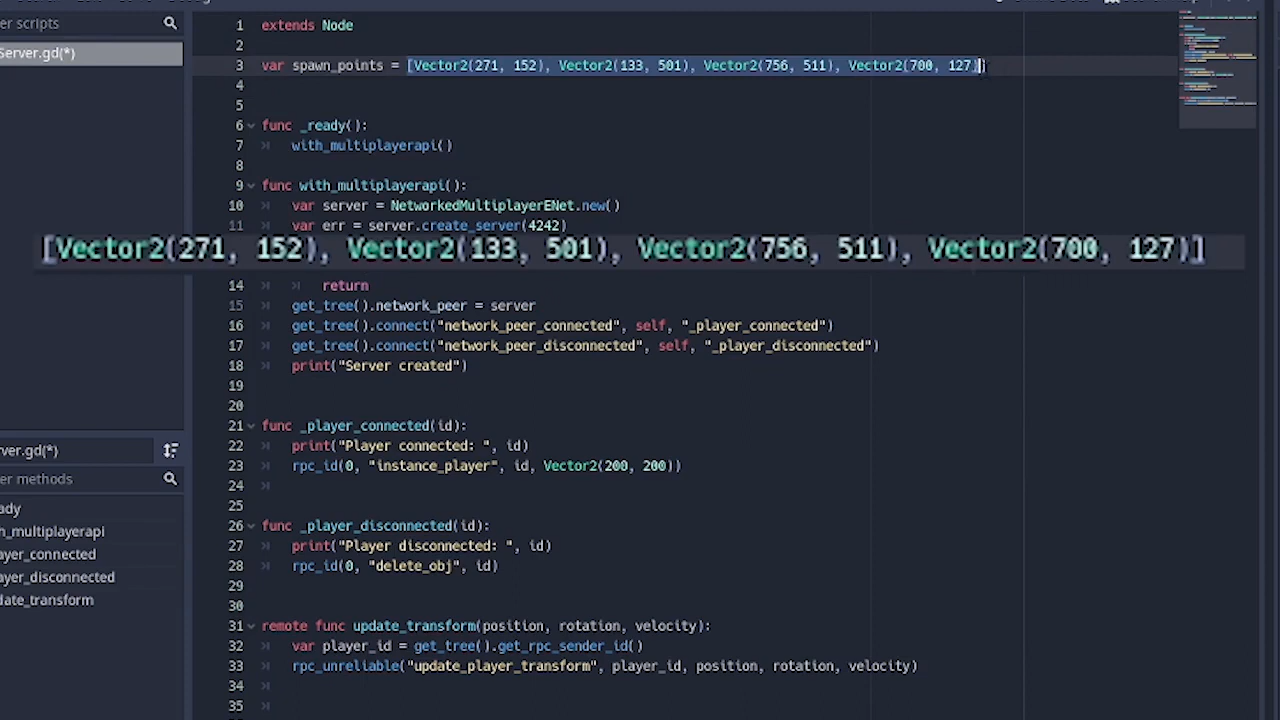 er scripts
Server.gd(*)
ver.gd(*)
er methods
ady
h_multiplayerapi
ayer_connected
ayer_disconnected
date_transform
1 extends Node
2
3 var spawn_points = [Vector2(271, 152), Vector2(133, 501), Vector2(756, 511), Vector2(700, 127)]
4
5
6 func _ready():
7 with_multiplayerapi()
8
9 func with_multiplayerapi():
10 var server = NetworkedMultiplayerENet.new()
11 var err = server.create_server(4242)
[Vector2(271, 152), Vector2(133, 501), Vector2(756, 511), Vector2(700, 127)]
14 return
15 get_tree().network_peer = server
16 get_tree().connect("network_peer_connected", self, "_player_connected")
17 get_tree().connect("network_peer_disconnected", self, "_player_disconnected")
18 print("Server created")
19
20
21 func _player_connected(id):
22 print("Player connected: ", id)
23 rpc_id(0, "instance_player", id, Vector2(200, 200))
24
25
26 func _player_disconnected(id):
27 print("Player disconnected: ", id)
28 rpc_id(0, "delete_obj", id)
29
30
31 remote func update_transform(position, rotation, velocity):
32 var player_id = get_tree().get_rpc_sender_id()
33 rpc_unreliable("update_player_transform", player_id, position, rotation, velocity)
34
35